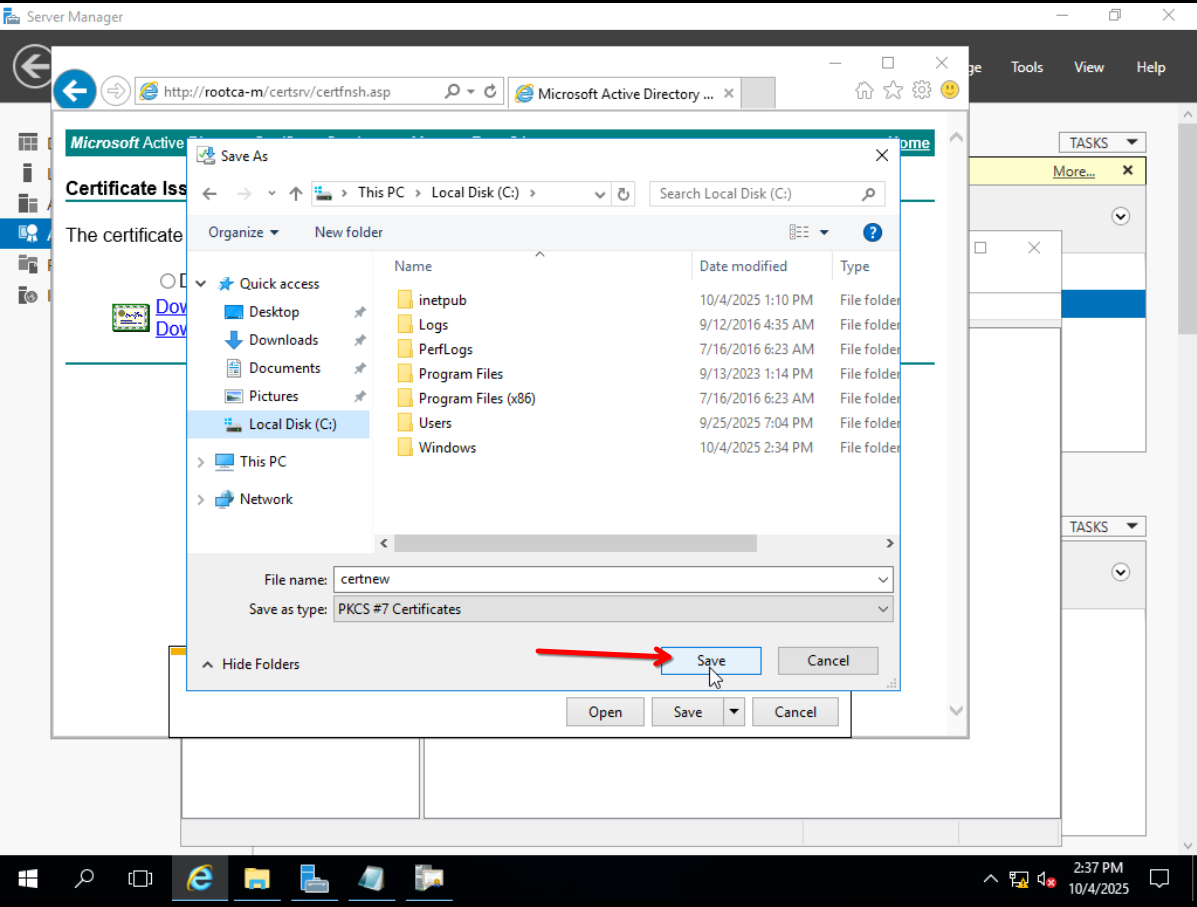 Server Manager
ge Tools View Help
http://rootca-m/certsrv/certfnsh.asp
Microsoft Active Directory ...
Microsoft Active
ome
TASKS
More...
Certificate Iss
The certificate
Dow
Dow
Save As
This PC > Local Disk (C:) >
Search Local Disk (C:)
Organize
New folder
Quick access
Desktop
Downloads
Documents
Pictures
Local Disk (C:)
This PC
Network
Name Date modified Type
inetpub 10/4/2025 1:10 PM File folder
Logs 9/12/2016 4:35 AM File folder
PerfLogs 7/16/2016 6:23 AM File folder
Program Files 9/13/2023 1:14 PM File folder
Program Files (x86) 7/16/2016 6:23 AM File folder
Users 9/25/2025 7:04 PM File folder
Windows 10/4/2025 2:34 PM File folder
TASKS
File name: certnew
Save as type: PKCS #7 Certificates
Hide Folders
Save
Cancel
Open
Save
Cancel
2:37 PM
10/4/2025